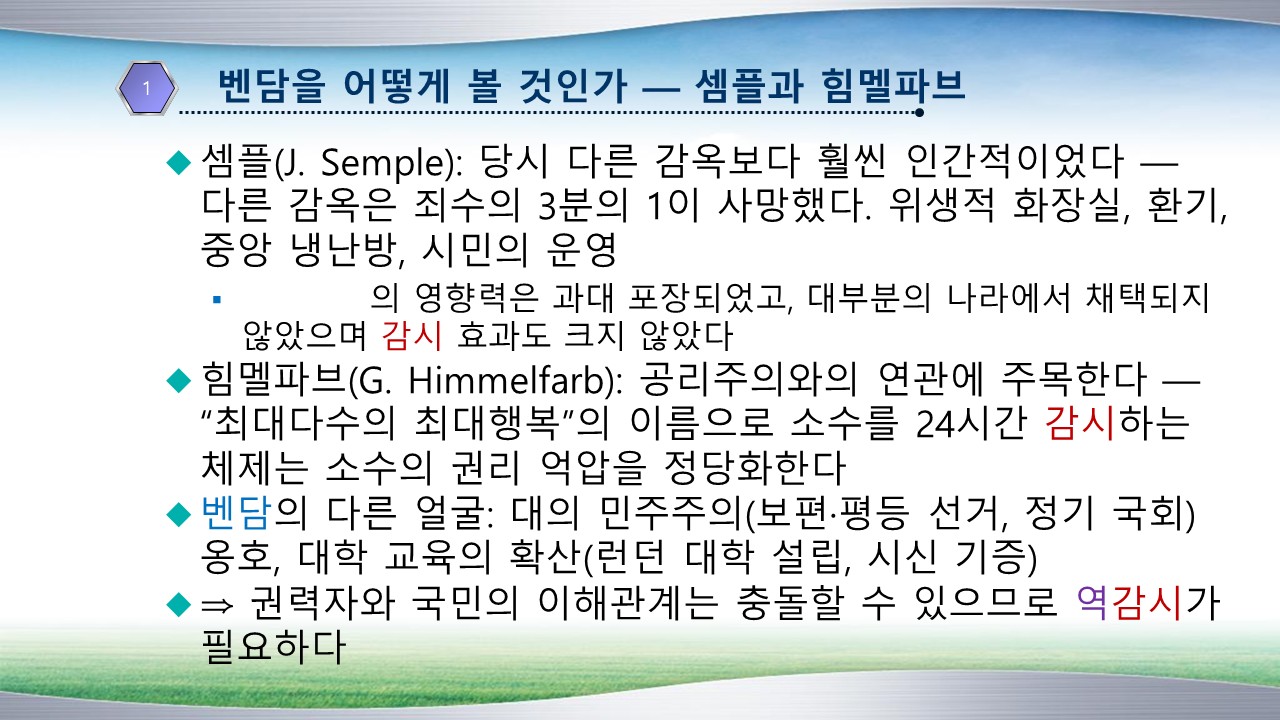 1
벤담을 어떻게 볼 것인가 — 셈플과 힘멜파브
셈플(J. Semple): 당시 다른 감옥보다 훨씬 인간적이었다 —
다른 감옥은 죄수의 3분의 1이 사망했다. 위생적 화장실, 환기,
중앙 냉난방, 시민의 운영
의 영향력은 과대 포장되었고, 대부분의 나라에서 채택되지
않았으며 감시 효과도 크지 않았다
힘멜파브(G. Himmelfarb): 공리주의와의 연관에 주목한다 —
“최대다수의 최대행복”의 이름으로 소수를 24시간 감시하는
체제는 소수의 권리 억압을 정당화한다
벤담의 다른 얼굴: 대의 민주주의(보편·평등 선거, 정기 국회)
옹호, 대학 교육의 확산(런던 대학 설립, 시신 기증)
⇒ 권력자와 국민의 이해관계는 충돌할 수 있으므로 역감시가
필요하다